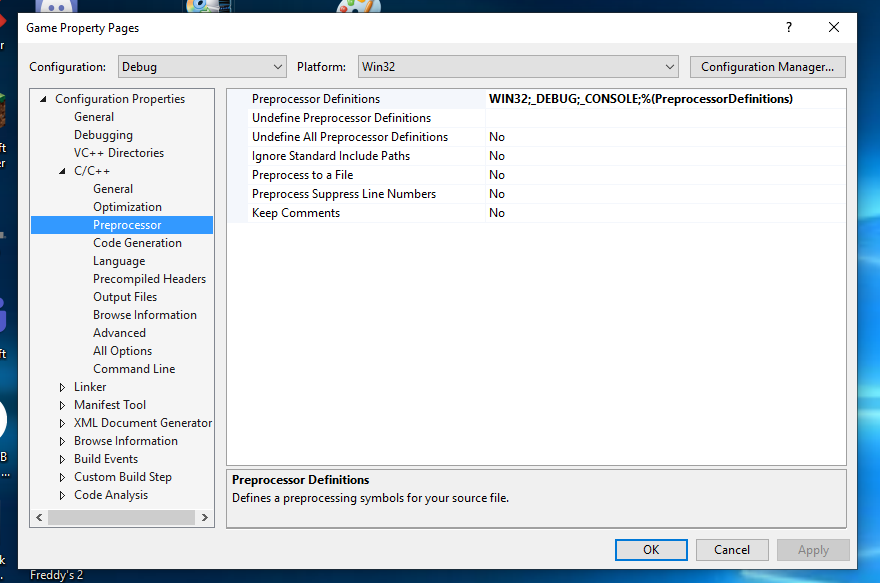 Game Property Pages
?
Configuration: Debug Platform: Win32 Configuration Manager...
Configuration Properties
General
Debugging
VC++ Directories
C/C++
General
Optimization
Preprocessor
Code Generation
Language
Precompiled Headers
Output Files
Browse Information
Advanced
All Options
Command Line
Linker
Manifest Tool
XML Document Generator
Browse Information
Build Events
Custom Build Step
Code Analysis
Preprocessor Definitions WIN32;_DEBUG;_CONSOLE;%(PreprocessorDefinitions)
Undefine Preprocessor Definitions
Undefine All Preprocessor Definitions No
Ignore Standard Include Paths No
Preprocess to a File No
Preprocess Suppress Line Numbers No
Keep Comments No
Preprocessor Definitions
Defines a preprocessing symbols for your source file.
OK Cancel Apply
r
ft
er
ft
B
...
k
.
Freddy's 2